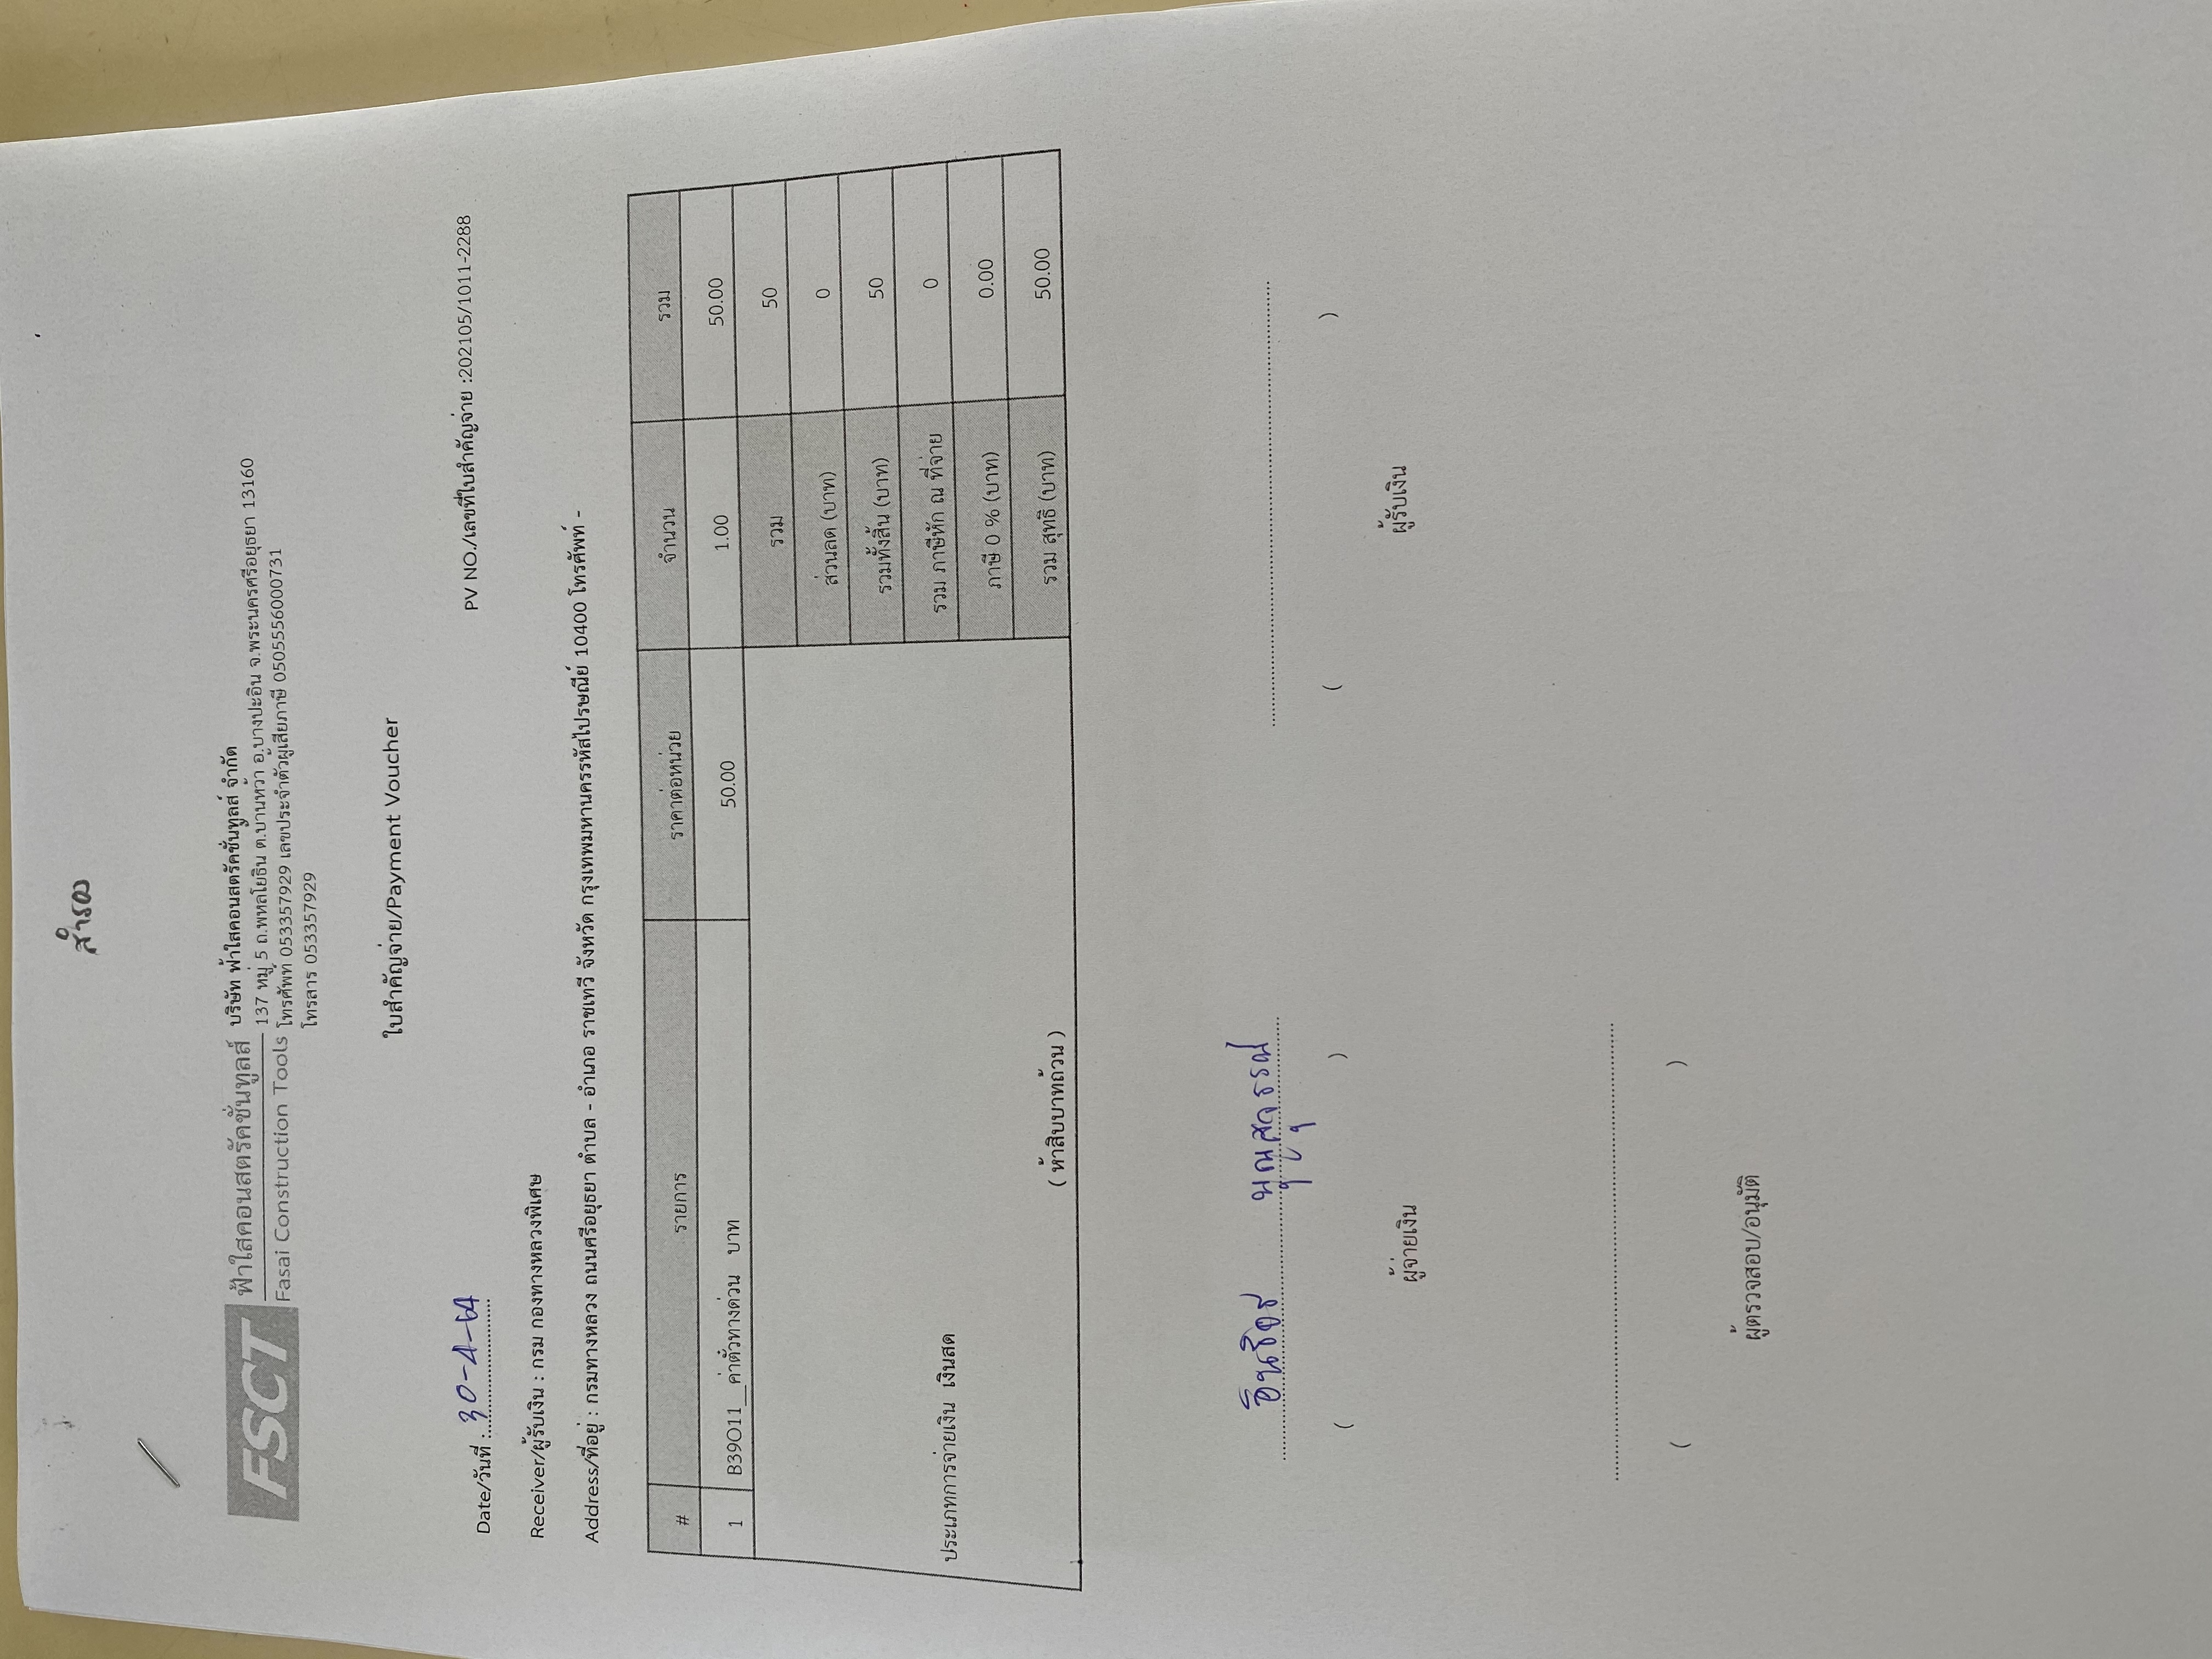 สำรอง
FSCT
ฟ้าใสคอนสตรัคชั่นทูลส์
Fasai Construction Tools
บริษัท ฟ้าใสคอนสตรัคชั่นทูลส์ จำกัด
137 หมู่ 5 ถ.พหลโยธิน ต.บ้านหว้า อ.บางปะอิน จ.พระนครศรีอยุธยา 13160
โทรศัพท์ 053357929 เลขประจำตัวผู้เสียภาษี 0505556000731
โทรสาร 053357929
ใบสำคัญจ่าย/Payment Voucher
Date/วันที่ : 30-4-64
PV NO./เลขที่ใบสำคัญจ่าย :202105/1011-2288
Receiver/ผู้รับเงิน : กรม กองทางหลวงพิเศษ
Address/ที่อยู่ : กรมทางหลวง ถนนศรีอยุธยา ตำบล - อำเภอ ราชเทวี จังหวัด กรุงเทพมหานครรหัสไปรษณีย์ 10400 โทรศัพท์ -
# รายการ ราคาต่อหน่วย จำนวน รวม
1 B39O11__ค่าตั๋วทางด่วน บาท 50.00 1.00 50.00
รวม 50
ส่วนลด (บาท) 0
รวมทั้งสิ้น (บาท) 50
รวม ภาษีหัก ณ ที่จ่าย 0
ประเภทการจ่ายเงิน เงินสด
ภาษี 0 % (บาท) 0.00
( ห้าสิบบาทถ้วน )
รวม สุทธิ (บาท) 50.00
( )
( )
ผู้จ่ายเงิน
ผู้รับเงิน
( )
ผู้ตรวจสอบ/อนุมัติ